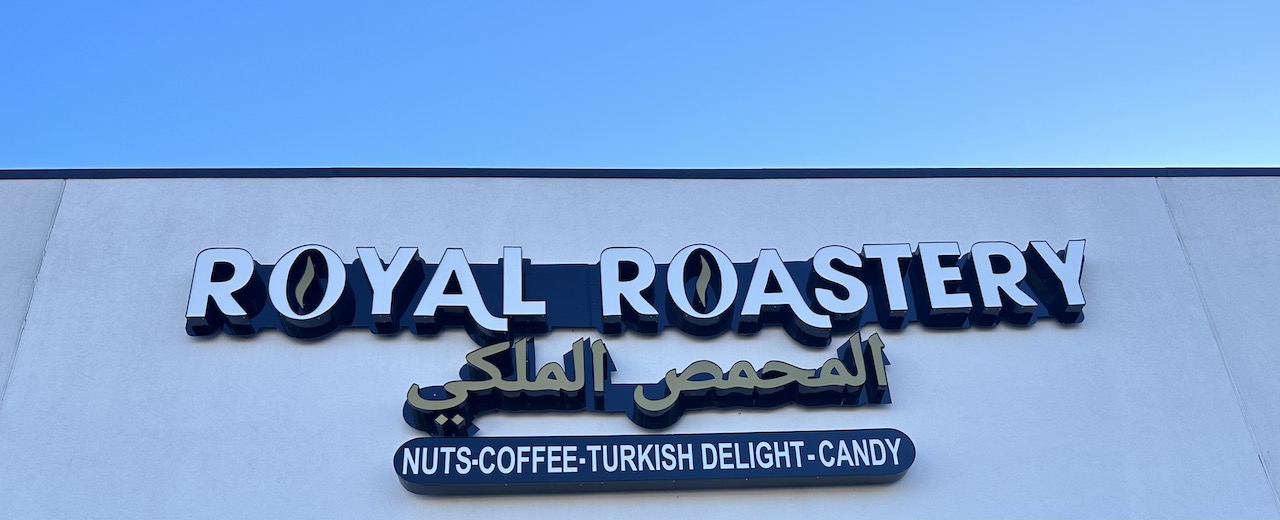 ROYAL ROASTERY
المحمص الملكي
NUTS-COFFEE-TURKISH DELIGHT-CANDY